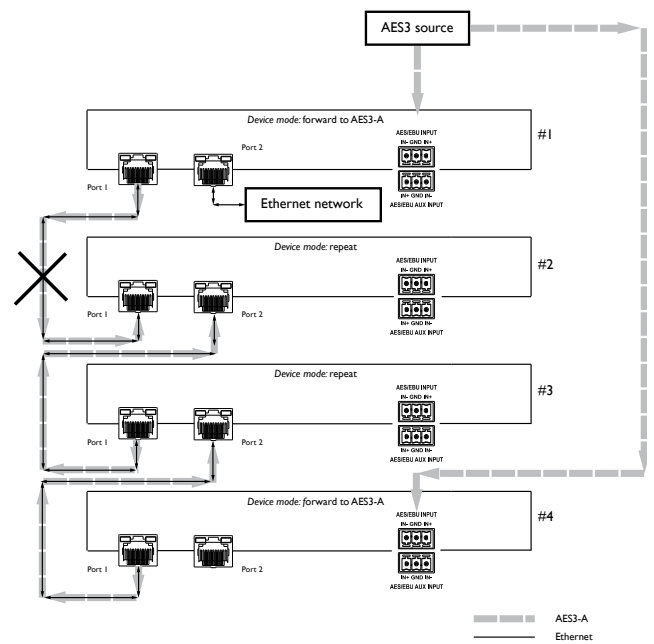 AES3 source
Device mode: forward to AES3-A
#1
AES/EBU INPUT
IN- GND IN+
Port 2
Port 1
IN+ GND IN-
AES/EBU AUX INPUT
Ethernet network
Device mode: repeat
#2
AES/EBU INPUT
IN- GND IN+
Port 1
Port 2
IN+ GND IN-
AES/EBU AUX INPUT
Device mode: repeat
#3
AES/EBU INPUT
IN- GND IN+
Port 1
Port 2
IN+ GND IN-
AES/EBU AUX INPUT
Device mode: forward to AES3-A
#4
AES/EBU INPUT
IN- GND IN+
Port 1
Port 2
IN+ GND IN-
AES/EBU AUX INPUT
AES3-A
Ethernet